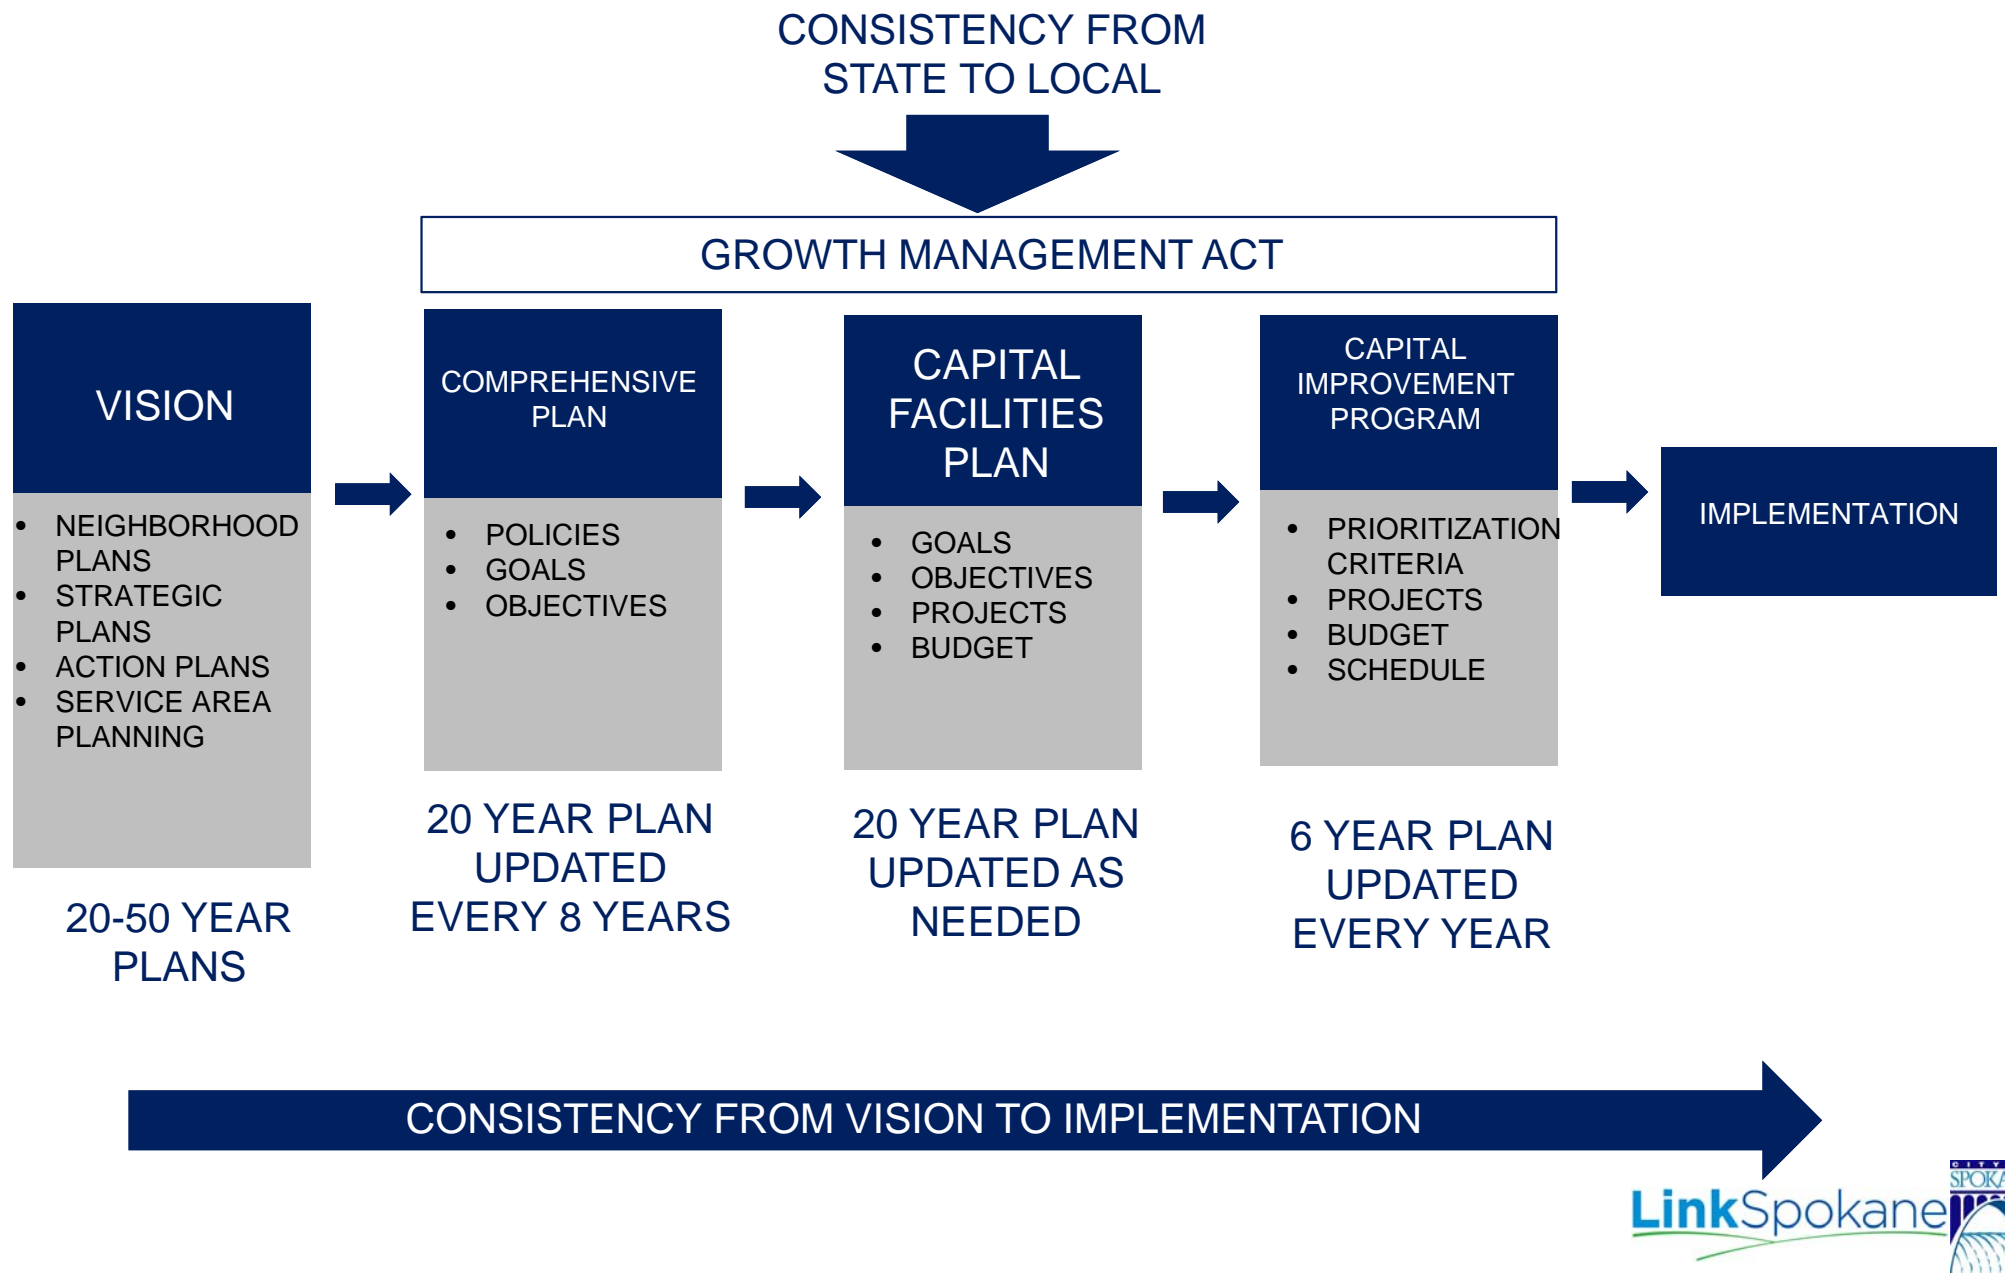 CONSISTENCY FROM
STATE TO LOCAL
GROWTH MANAGEMENT ACT
VISION
• NEIGHBORHOOD
PLANS
• STRATEGIC
PLANS
• ACTION PLANS
• SERVICE AREA
PLANNING
20-50 YEAR
PLANS
COMPREHENSIVE
PLAN
• POLICIES
• GOALS
• OBJECTIVES
20 YEAR PLAN
UPDATED
EVERY 8 YEARS
CAPITAL
FACILITIES
PLAN
• GOALS
• OBJECTIVES
• PROJECTS
• BUDGET
20 YEAR PLAN
UPDATED AS
NEEDED
CAPITAL
IMPROVEMENT
PROGRAM
• PRIORITIZATION
CRITERIA
• PROJECTS
• BUDGET
• SCHEDULE
6 YEAR PLAN
UPDATED
EVERY YEAR
IMPLEMENTATION
CONSISTENCY FROM VISION TO IMPLEMENTATION
LinkSpokane
CITY